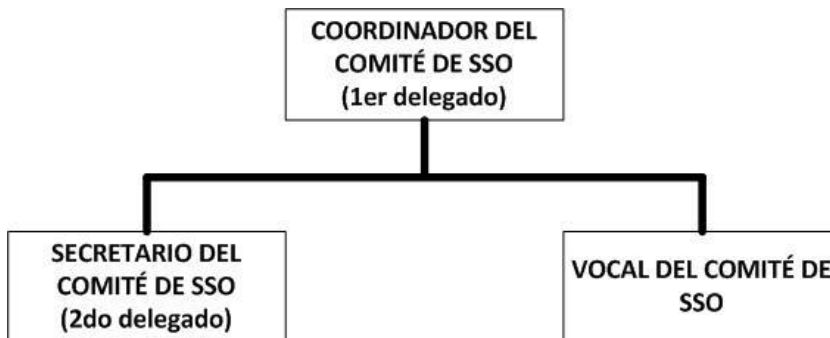 COORDINADOR DEL
COMITÉ DE SSO
(1er delegado)
SECRETARIO DEL
COMITÉ DE SSO
(2do delegado)
VOCAL DEL COMITÉ DE
SSO